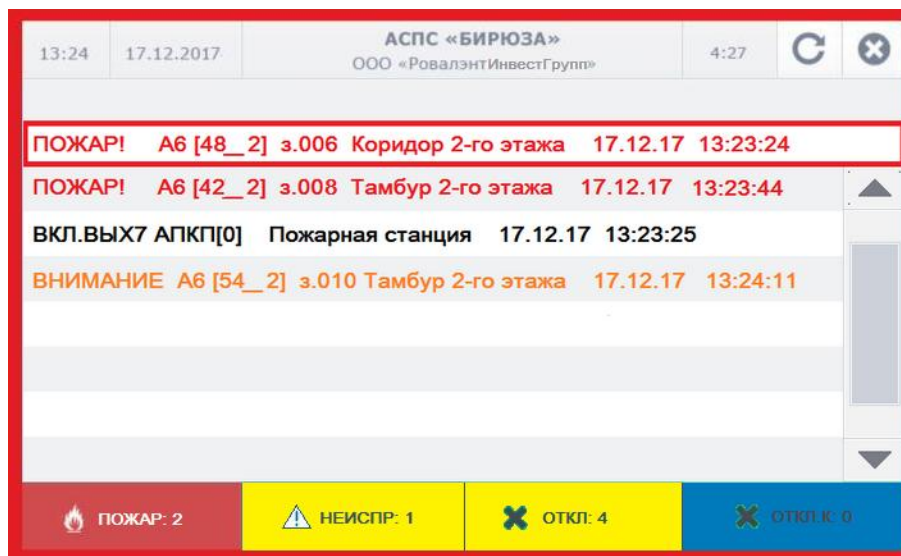 13:24 17.12.2017 АСПС «БИРЮЗА» 4:27
ООО «РовалэнтИнвестГрупп»
ПОЖАР! А6 [48__2] з.006 Коридор 2-го этажа 17.12.17 13:23:24
ПОЖАР! А6 [42__2] з.008 Тамбур 2-го этажа 17.12.17 13:23:44
ВКЛ.ВЫХ7 АПКП[0] Пожарная станция 17.12.17 13:23:25
ВНИМАНИЕ А6 [54__2] з.010 Тамбур 2-го этажа 17.12.17 13:24:11
ПОЖАР: 2 НЕИСПР: 1 ОТКЛ: 4 ОТКЛ.К: 0